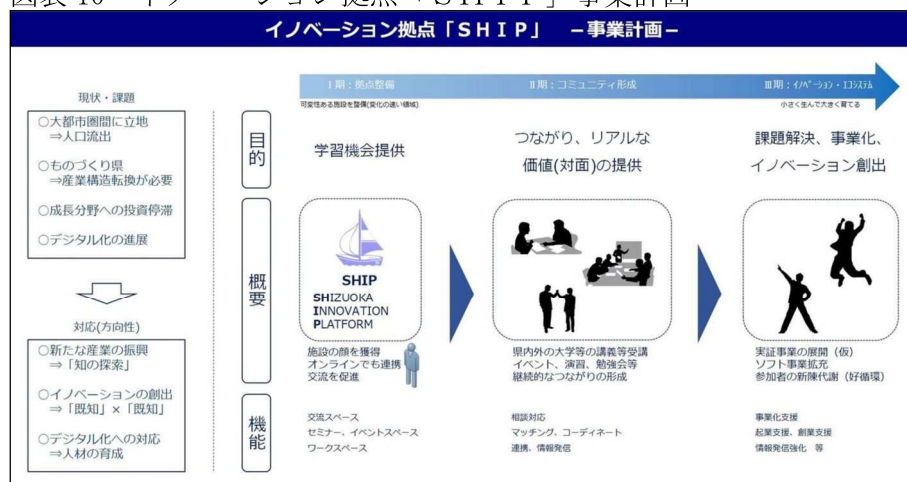 イノベーション拠点「ＳＨＩＰ」 －事業計画－
現状・課題
○大都市圏間に立地
⇒人口流出
○ものづくり県
⇒産業構造転換が必要
○成長分野への投資停滞
○デジタル化の進展
対応(方向性)
○新たな産業の振興
⇒「知の探索」
○イノベーションの創出
⇒「既知」×「既知」
○デジタル化への対応
⇒人材の育成
目的
概要
機能
Ⅰ期：拠点整備
可変性ある施設を整備(変化の速い領域)
学習機会提供
SHIP
SHIZUOKA
INNOVATION
PLATFORM
施設の顔を獲得
オンラインでも連携
交流を促進
交流スペース
セミナー、イベントスペース
ワークスペース
Ⅱ期：コミュニティ形成
つながり、リアルな
価値(対面)の提供
県内外の大学等の講義等受講
イベント、演習、勉強会等
継続的なつながりの形成
相談対応
マッチング、コーディネート
連携、情報発信
Ⅲ期：ｲﾉﾍﾞｰｼｮﾝ・ｴｺｼｽﾃﾑ
小さく生んで大きく育てる
課題解決、事業化、
イノベーション創出
実証事業の展開（仮）
ソフト事業拡充
参加者の新陳代謝（好循環）
事業化支援
起業支援、創業支援
情報発信強化 等